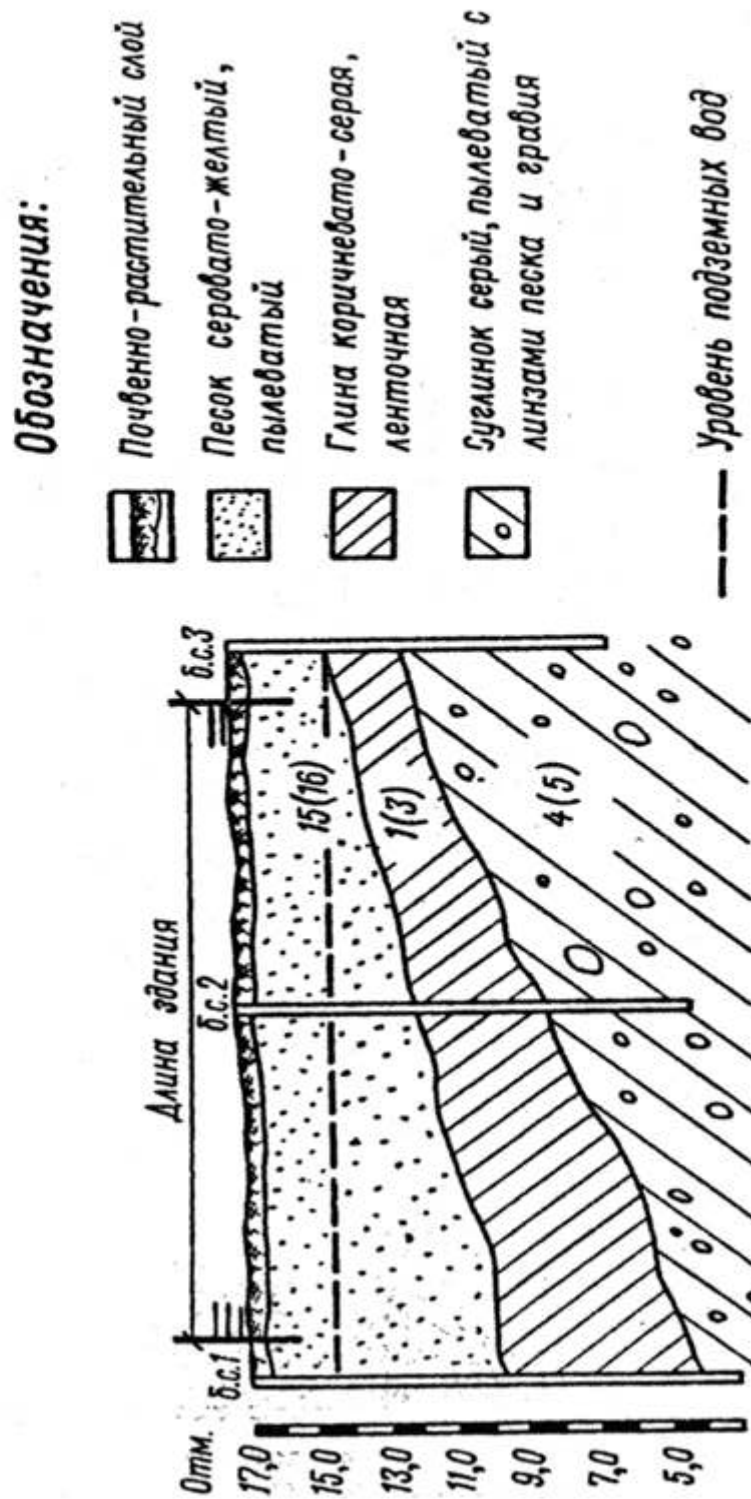 Обозначения:
Почвенно-растительный слой
Песок серовато-желтый,
пылеватый
Глина коричневато-серая,
ленточная
Суглинок серый, пылеватый с
линзами песка и гравия
Уровень подземных вод
Длина здания
б.с.1
б.с.2
б.с.3
Отм.
17,0
15,0
13,0
11,0
9,0
7,0
5,0
15(16)
1(3)
4(5)